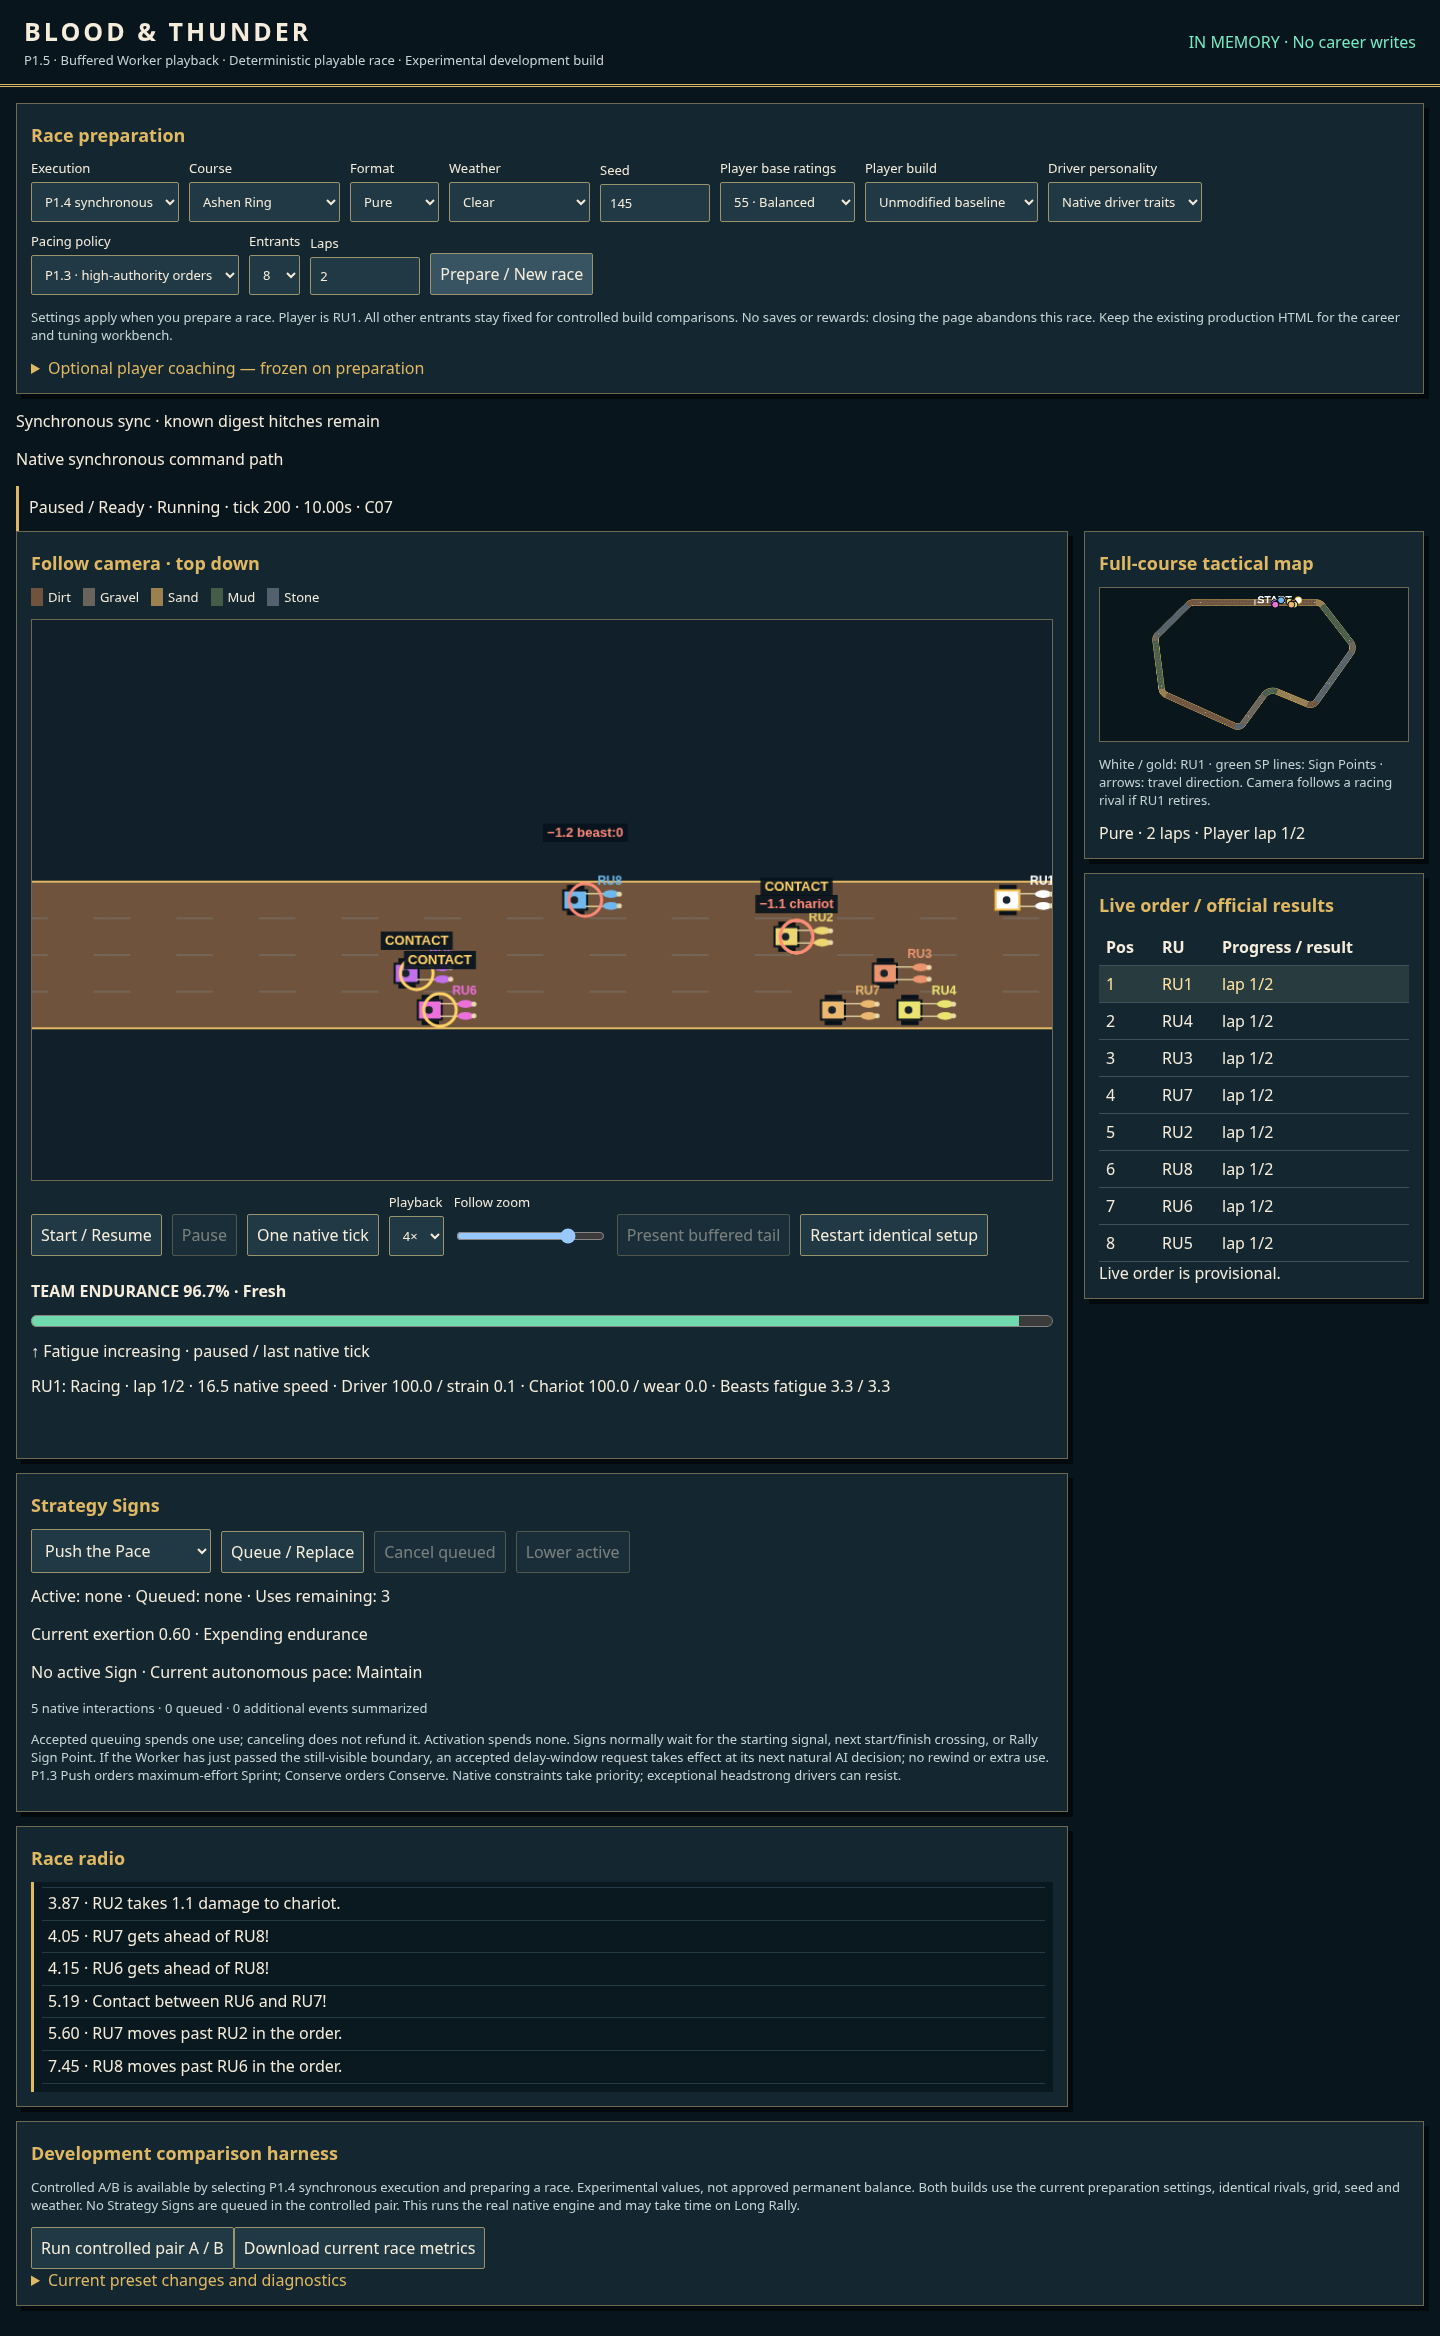 BLOOD & THUNDER
P1.5 · Buffered Worker playback · Deterministic playable race · Experimental development build
IN MEMORY · No career writes
Race preparation
Execution
Course
Format
Weather
Seed
Player base ratings
Player build
Driver personality
P1.4 synchronous
Ashen Ring
Pure
Clear
145
55 · Balanced
Unmodified baseline
Native driver traits
Pacing policy
Entrants
Laps
P1.3 · high-authority orders
8
2
Prepare / New race
Settings apply when you prepare a race. Player is RU1. All other entrants stay fixed for controlled build comparisons. No saves or rewards: closing the page abandons this race. Keep the existing production HTML for the career
and tuning workbench.
Optional player coaching — frozen on preparation
Synchronous sync · known digest hitches remain
Native synchronous command path
Paused / Ready · Running · tick 200 · 10.00s · C07
Follow camera · top down
Dirt
Gravel
Sand
Mud
Stone
−1.2 beast:0
RU8
CONTACT
−1.1 chariot
RU2
RU1
CONTACT
CONTACT
RU3
RU6
RU7
RU4
Playback
Follow zoom
Start / Resume
Pause
One native tick
4×
Present buffered tail
Restart identical setup
TEAM ENDURANCE 96.7% · Fresh
↑ Fatigue increasing · paused / last native tick
RU1: Racing · lap 1/2 · 16.5 native speed · Driver 100.0 / strain 0.1 · Chariot 100.0 / wear 0.0 · Beasts fatigue 3.3 / 3.3
Full-course tactical map
White / gold: RU1 · green SP lines: Sign Points ·
arrows: travel direction. Camera follows a racing
rival if RU1 retires.
Pure · 2 laps · Player lap 1/2
Live order / official results
Pos RU Progress / result
1 RU1 lap 1/2
2 RU4 lap 1/2
3 RU3 lap 1/2
4 RU7 lap 1/2
5 RU2 lap 1/2
6 RU8 lap 1/2
7 RU6 lap 1/2
8 RU5 lap 1/2
Live order is provisional.
Strategy Signs
Push the Pace
Queue / Replace
Cancel queued
Lower active
Active: none · Queued: none · Uses remaining: 3
Current exertion 0.60 · Expending endurance
No active Sign · Current autonomous pace: Maintain
5 native interactions · 0 queued · 0 additional events summarized
Accepted queuing spends one use; canceling does not refund it. Activation spends none. Signs normally wait for the starting signal, next start/finish crossing, or Rally
Sign Point. If the Worker has just passed the still-visible boundary, an accepted delay-window request takes effect at its next natural AI decision; no rewind or extra use.
P1.3 Push orders maximum-effort Sprint; Conserve orders Conserve. Native constraints take priority; exceptional headstrong drivers can resist.
Race radio
3.87 · RU2 takes 1.1 damage to chariot.
4.05 · RU7 gets ahead of RU8!
4.15 · RU6 gets ahead of RU8!
5.19 · Contact between RU6 and RU7!
5.60 · RU7 moves past RU2 in the order.
7.45 · RU8 moves past RU6 in the order.
Development comparison harness
Controlled A/B is available by selecting P1.4 synchronous execution and preparing a race. Experimental values, not approved permanent balance. Both builds use the current preparation settings, identical rivals, grid, seed and
weather. No Strategy Signs are queued in the controlled pair. This runs the real native engine and may take time on Long Rally.
Run controlled pair A / B
Download current race metrics
Current preset changes and diagnostics